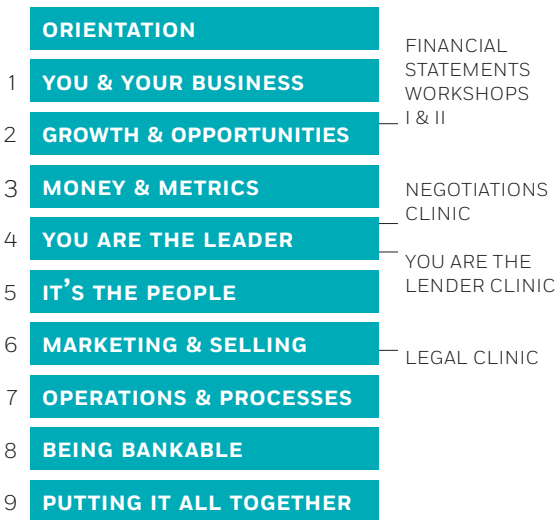 ORIENTATION
1 YOU & YOUR BUSINESS
2 GROWTH & OPPORTUNITIES
3 MONEY & METRICS
4 YOU ARE THE LEADER
5 IT'S THE PEOPLE
6 MARKETING & SELLING
7 OPERATIONS & PROCESSES
8 BEING BANKABLE
9 PUTTING IT ALL TOGETHER
FINANCIAL
STATEMENTS
WORKSHOPS
I & II
NEGOTIATIONS
CLINIC
YOU ARE THE
LENDER CLINIC
LEGAL CLINIC